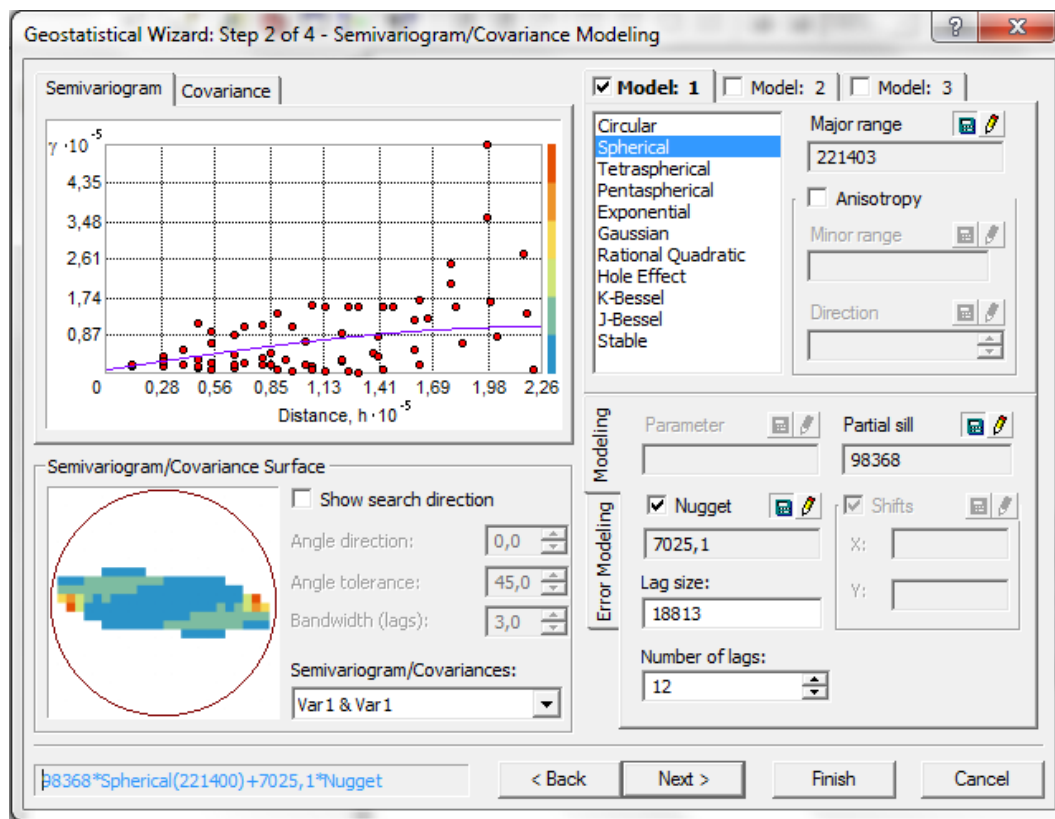 Geostatistical Wizard: Step 2 of 4 - Semivariogram/Covariance Modeling
Semivariogram
Covariance
γ ·10 -5
4,35
3,48
2,61
1,74
0,87
0 0,28 0,56 0,85 1,13 1,41 1,69 1,98 2,26
Distance, h ·10 -5
Semivariogram/Covariance Surface
Show search direction
Angle direction: 0,0
Angle tolerance: 45,0
Bandwidth (lags): 3,0
Semivariogram/Covariances:
Var1 & Var1
Model: 1
Model: 2
Model: 3
Circular
Spherical
Tetraspherical
Pentaspherical
Exponential
Gaussian
Rational Quadratic
Hole Effect
K-Bessel
J-Bessel
Stable
Major range
221403
Anisotropy
Minor range
Direction
Modeling
Error Modeling
Parameter
Partial sill
98368
Nugget
7025,1
Shifts
X:
Y:
Lag size:
18813
Number of lags:
12
98368*Spherical(221400)+7025,1*Nugget
< Back
Next >
Finish
Cancel